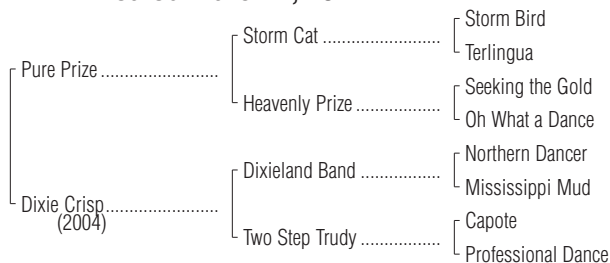 Storm Bird
Storm Cat ........................
Terlingua
Pure Prize ........................
Seeking the Gold
Heavenly Prize ..................
Oh What a Dance
Northern Dancer
Dixieland Band .................
Mississippi Mud
Dixie Crisp .......................
(2004)
Capote
Two Step Trudy .................
Professional Dance